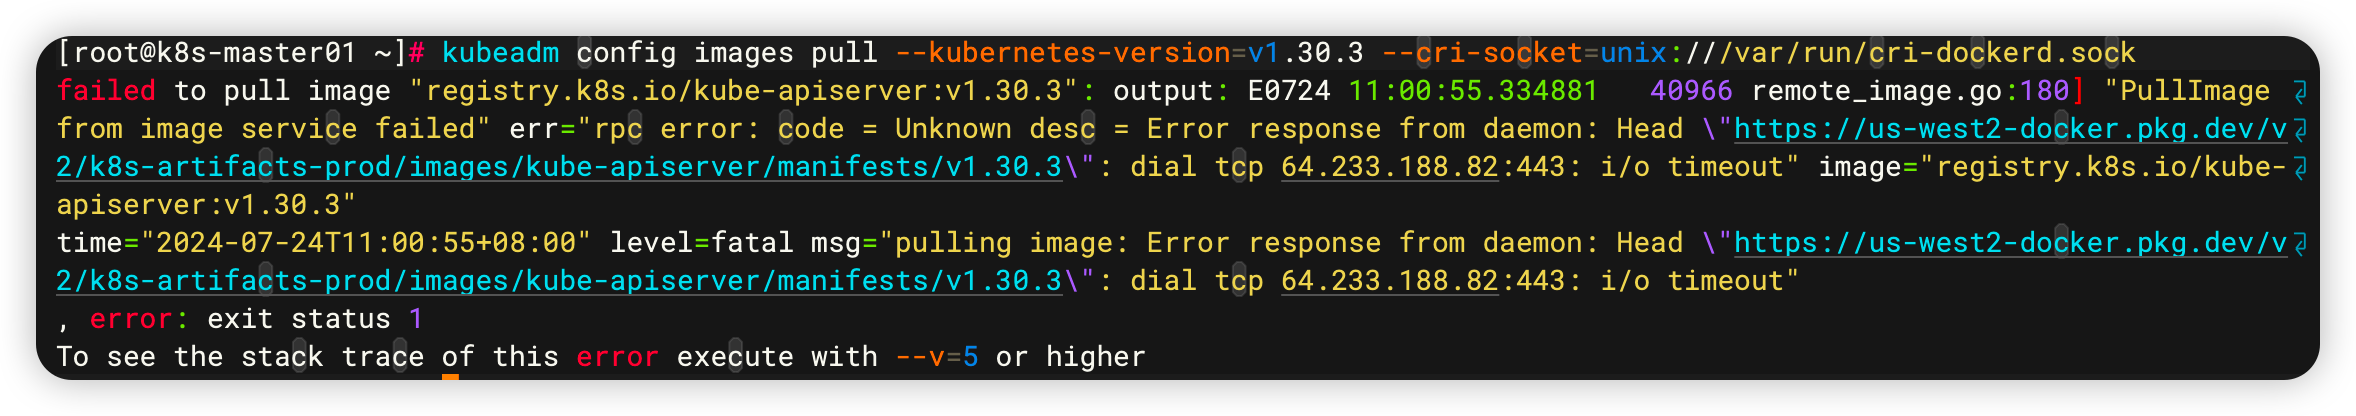 [root@k8s-master01 ~]# kubeadm config images pull --kubernetes-version=v1.30.3 --cri-socket=unix:///var/run/cri-dockerd.sock
failed to pull image "registry.k8s.io/kube-apiserver:v1.30.3": output: E0724 11:00:55.334881   40966 remote_image.go:180] "PullImage
from image service failed" err="rpc error: code = Unknown desc = Error response from daemon: Head \"https://us-west2-docker.pkg.dev/v
2/k8s-artifacts-prod/images/kube-apiserver/manifests/v1.30.3\": dial tcp 64.233.188.82:443: i/o timeout" image="registry.k8s.io/kube-
apiserver:v1.30.3"
time="2024-07-24T11:00:55+08:00" level=fatal msg="pulling image: Error response from daemon: Head \"https://us-west2-docker.pkg.dev/v
2/k8s-artifacts-prod/images/kube-apiserver/manifests/v1.30.3\": dial tcp 64.233.188.82:443: i/o timeout"
, error: exit status 1
To see the stack trace of this error execute with --v=5 or higher